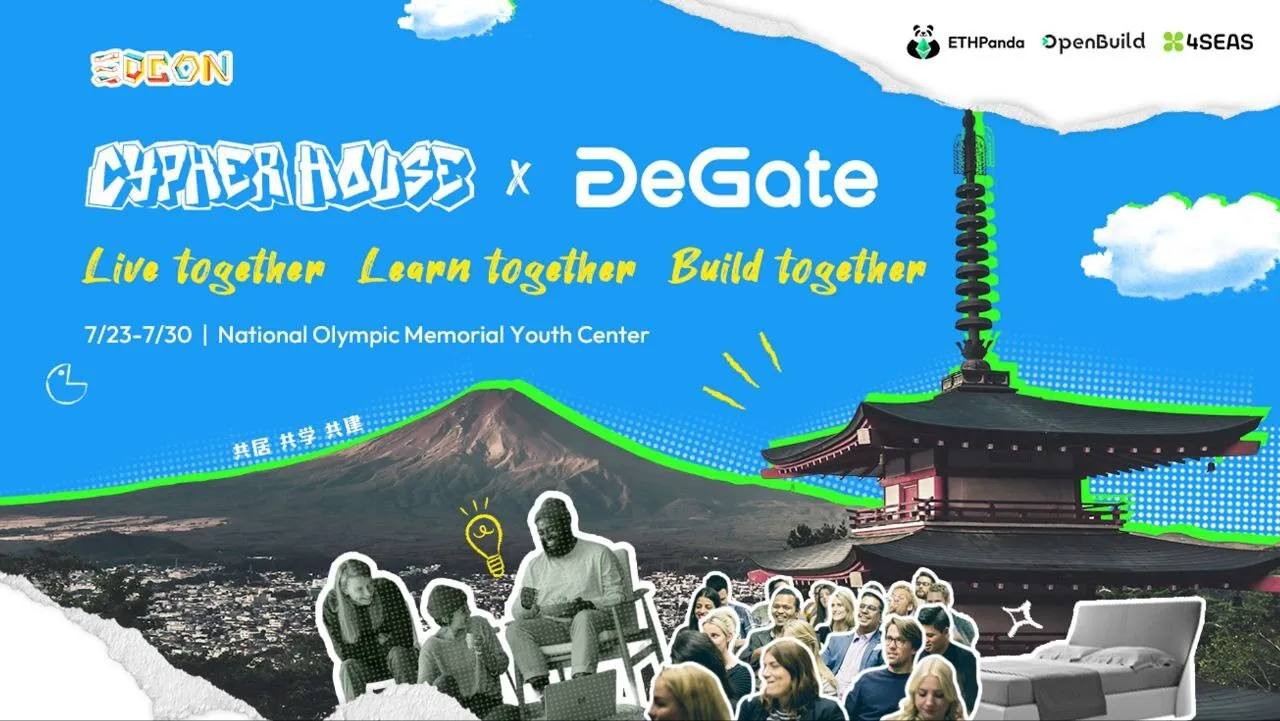 ETHPanda OpenBuild 4SEAS
EDCON
CYPHER HOUSE X DeGate
Live together Learn together Build together
7/23-7/30 | National Olympic Memorial Youth Center
共居 共学 共建